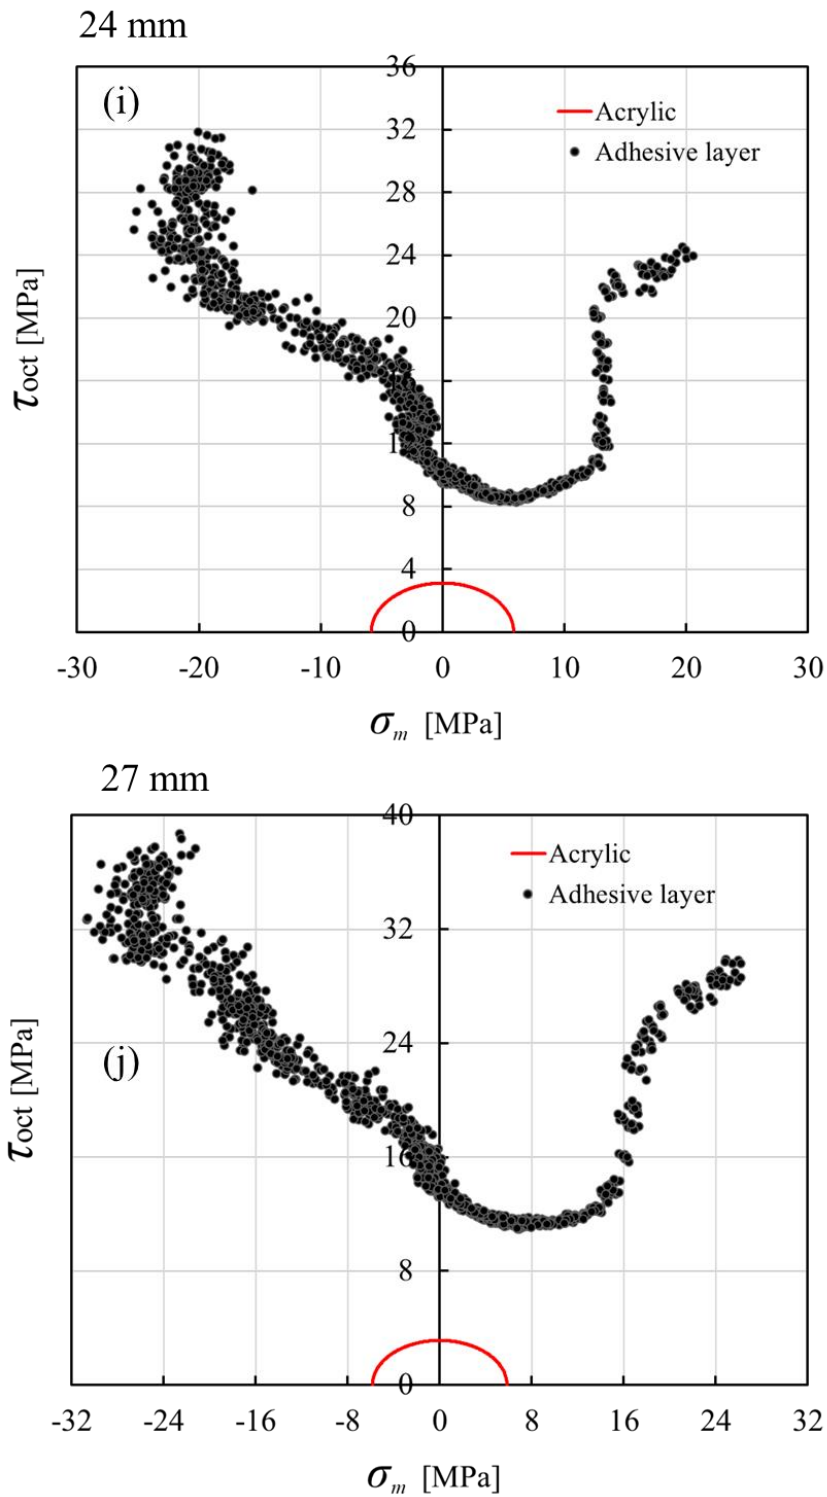 24 mm
(i)
36
32
28
24
20
8
4
0
Acrylic
Adhesive layer
τoct [MPa]
-30 -20 -10 0 10 20 30
σm [MPa]
27 mm
(j)
40
32
24
16
8
0
Acrylic
Adhesive layer
τoct [MPa]
-32 -24 -16 -8 0 8 16 24 32
σm [MPa]